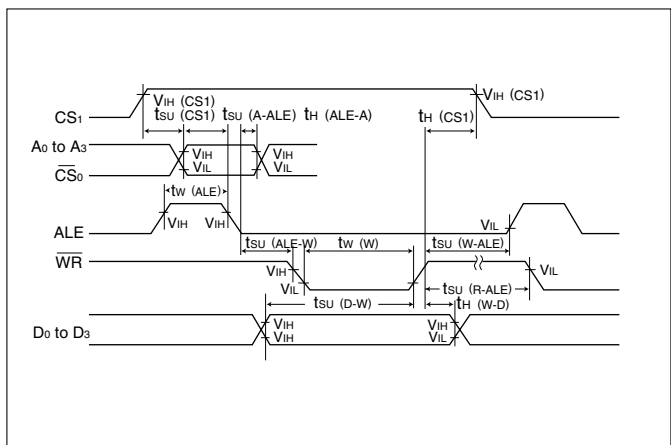 VIH (CS1)
tSU (CS1)
tSU (A-ALE)
tH (ALE-A)
VIH (CS1)
tH (CS1)
CS1
A0 to A3
CS0
VIH
VIL
VIH
VIL
tW (ALE)
ALE
VIH
VIH
VIL
tSU (ALE-W)
tW (W)
tSU (W-ALE)
WR
VIH
VIL
VIL
tSU (R-ALE)
tSU (D-W)
tH (W-D)
D0 to D3
VIH
VIH
VIH
VIL